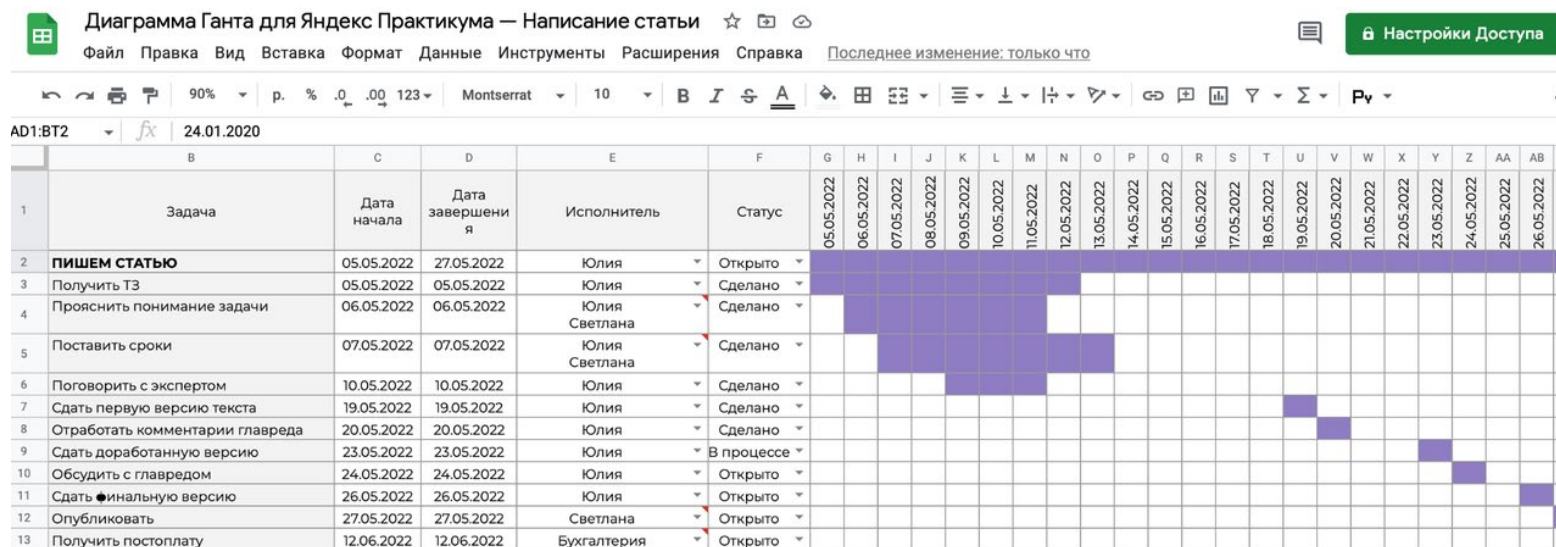 Диаграмма Ганта для Яндекс Практикума — Написание статьи
Файл Правка Вид Вставка Формат Данные Инструменты Расширения Справка Последнее изменение: только что
Настройки Доступа
90% р. % .0 .00 123 Montserrat 10 B I S A Σ Ру
AD1:BT2 fx 24.01.2020
B C D E F G H I J K L M N O P Q R S T U V W X Y Z AA AB
1 Задача Дата начала Дата завершения Исполнитель Статус 05.05.2022 06.05.2022 07.05.2022 08.05.2022 09.05.2022 10.05.2022 11.05.2022 12.05.2022 13.05.2022 14.05.2022 15.05.2022 16.05.2022 17.05.2022 18.05.2022 19.05.2022 20.05.2022 21.05.2022 22.05.2022 23.05.2022 24.05.2022 25.05.2022 26.05.2022
2 ПИШЕМ СТАТЬЮ 05.05.2022 27.05.2022 Юлия Открыто
3 Получить ТЗ 05.05.2022 05.05.2022 Юлия Сделано
4 Прояснить понимание задачи 06.05.2022 06.05.2022 Юлия Сделано
Светлана
5 Поставить сроки 07.05.2022 07.05.2022 Юлия Сделано
Светлана
6 Поговорить с экспертом 10.05.2022 10.05.2022 Юлия Сделано
7 Сдать первую версию текста 19.05.2022 19.05.2022 Юлия Сделано
8 Отработать комментарии главреда 20.05.2022 20.05.2022 Юлия Сделано
9 Сдать доработанную версию 23.05.2022 23.05.2022 Юлия В процессе
10 Обсудить с главредом 24.05.2022 24.05.2022 Юлия Открыто
11 Сдать финальную версию 26.05.2022 26.05.2022 Юлия Открыто
12 Опубликовать 27.05.2022 27.05.2022 Светлана Открыто
13 Получить постоплату 12.06.2022 12.06.2022 Бухгалтерия Открыто